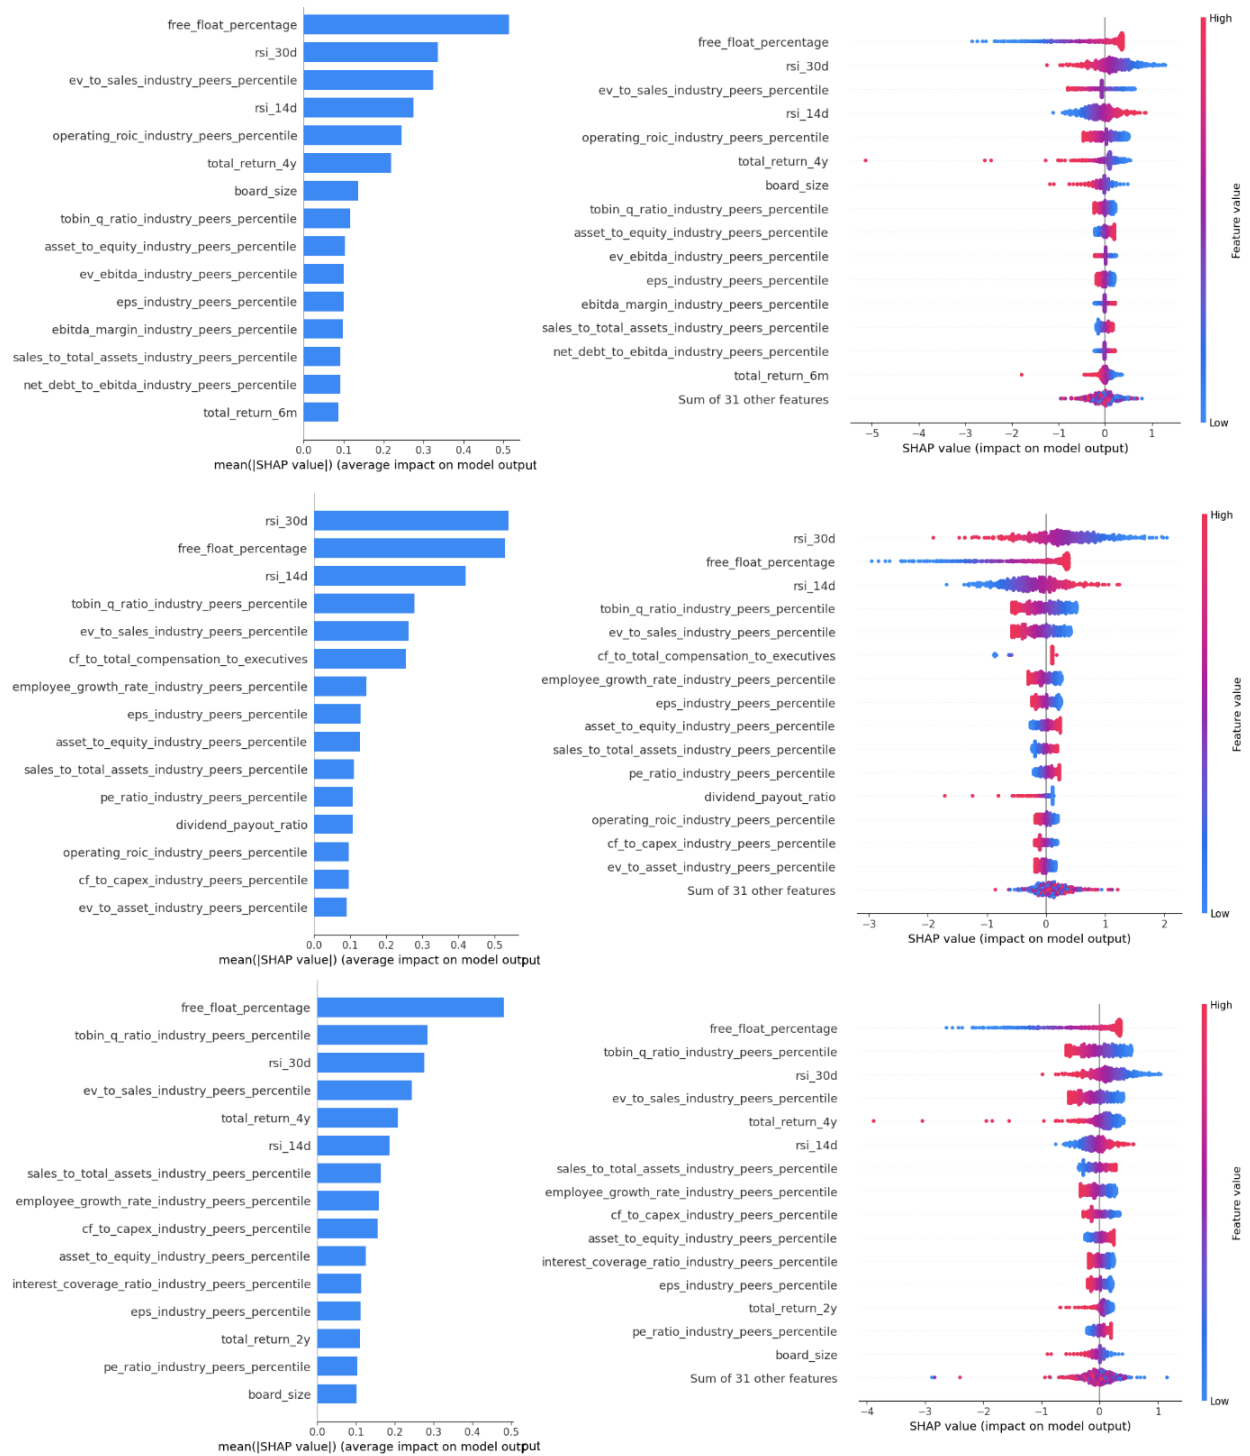 free_float_percentage
rsi_30d
ev_to_sales_industry_peers_percentile
rsi_14d
operating_roic_industry_peers_percentile
total_return_4y
board_size
tobin_q_ratio_industry_peers_percentile
asset_to_equity_industry_peers_percentile
ev_ebitda_industry_peers_percentile
eps_industry_peers_percentile
ebitda_margin_industry_peers_percentile
sales_to_total_assets_industry_peers_percentile
net_debt_to_ebitda_industry_peers_percentile
total_return_6m
0.0 0.1 0.2 0.3 0.4 0.5
mean(|SHAP value|) (average impact on model output
free_float_percentage
rsi_30d
ev_to_sales_industry_peers_percentile
rsi_14d
operating_roic_industry_peers_percentile
total_return_4y
board_size
tobin_q_ratio_industry_peers_percentile
asset_to_equity_industry_peers_percentile
ev_ebitda_industry_peers_percentile
eps_industry_peers_percentile
ebitda_margin_industry_peers_percentile
sales_to_total_assets_industry_peers_percentile
net_debt_to_ebitda_industry_peers_percentile
total_return_6m
Sum of 31 other features
−5 −4 −3 −2 −1 0 1
SHAP value (impact on model output)
High
Feature value
Low
rsi_30d
free_float_percentage
rsi_14d
tobin_q_ratio_industry_peers_percentile
ev_to_sales_industry_peers_percentile
cf_to_total_compensation_to_executives
employee_growth_rate_industry_peers_percentile
eps_industry_peers_percentile
asset_to_equity_industry_peers_percentile
sales_to_total_assets_industry_peers_percentile
pe_ratio_industry_peers_percentile
dividend_payout_ratio
operating_roic_industry_peers_percentile
cf_to_capex_industry_peers_percentile
ev_to_asset_industry_peers_percentile
0.0 0.1 0.2 0.3 0.4 0.5
mean(|SHAP value|) (average impact on model output
rsi_30d
free_float_percentage
rsi_14d
tobin_q_ratio_industry_peers_percentile
ev_to_sales_industry_peers_percentile
cf_to_total_compensation_to_executives
employee_growth_rate_industry_peers_percentile
eps_industry_peers_percentile
asset_to_equity_industry_peers_percentile
sales_to_total_assets_industry_peers_percentile
pe_ratio_industry_peers_percentile
dividend_payout_ratio
operating_roic_industry_peers_percentile
cf_to_capex_industry_peers_percentile
ev_to_asset_industry_peers_percentile
Sum of 31 other features
−3 −2 −1 0 1 2
SHAP value (impact on model output)
High
Feature value
Low
free_float_percentage
tobin_q_ratio_industry_peers_percentile
rsi_30d
ev_to_sales_industry_peers_percentile
total_return_4y
rsi_14d
sales_to_total_assets_industry_peers_percentile
employee_growth_rate_industry_peers_percentile
cf_to_capex_industry_peers_percentile
asset_to_equity_industry_peers_percentile
interest_coverage_ratio_industry_peers_percentile
eps_industry_peers_percentile
total_return_2y
pe_ratio_industry_peers_percentile
board_size
0.0 0.1 0.2 0.3 0.4 0.5
mean(|SHAP value|) (average impact on model output
free_float_percentage
tobin_q_ratio_industry_peers_percentile
rsi_30d
ev_to_sales_industry_peers_percentile
total_return_4y
rsi_14d
sales_to_total_assets_industry_peers_percentile
employee_growth_rate_industry_peers_percentile
cf_to_capex_industry_peers_percentile
asset_to_equity_industry_peers_percentile
interest_coverage_ratio_industry_peers_percentile
eps_industry_peers_percentile
total_return_2y
pe_ratio_industry_peers_percentile
board_size
Sum of 31 other features
−4 −3 −2 −1 0 1
SHAP value (impact on model output)
High
Feature value
Low